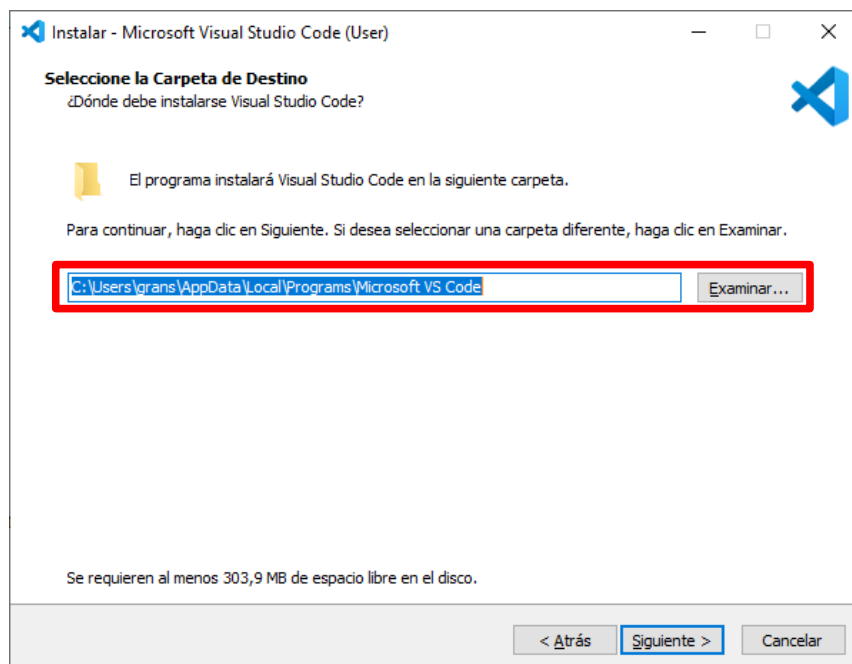 Instalar - Microsoft Visual Studio Code (User)
Seleccione la Carpeta de Destino
¿Dónde debe instalarse Visual Studio Code?
El programa instalará Visual Studio Code en la siguiente carpeta.
Para continuar, haga clic en Siguiente. Si desea seleccionar una carpeta diferente, haga clic en Examinar.
C:\Users\grans\AppData\Local\Programs\Microsoft VS Code
Examinar...
Se requieren al menos 303,9 MB de espacio libre en el disco.
< Atrás
Siguiente >
Cancelar